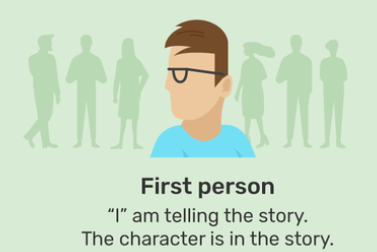 First person
“I” am telling the story.
The character is in the story.